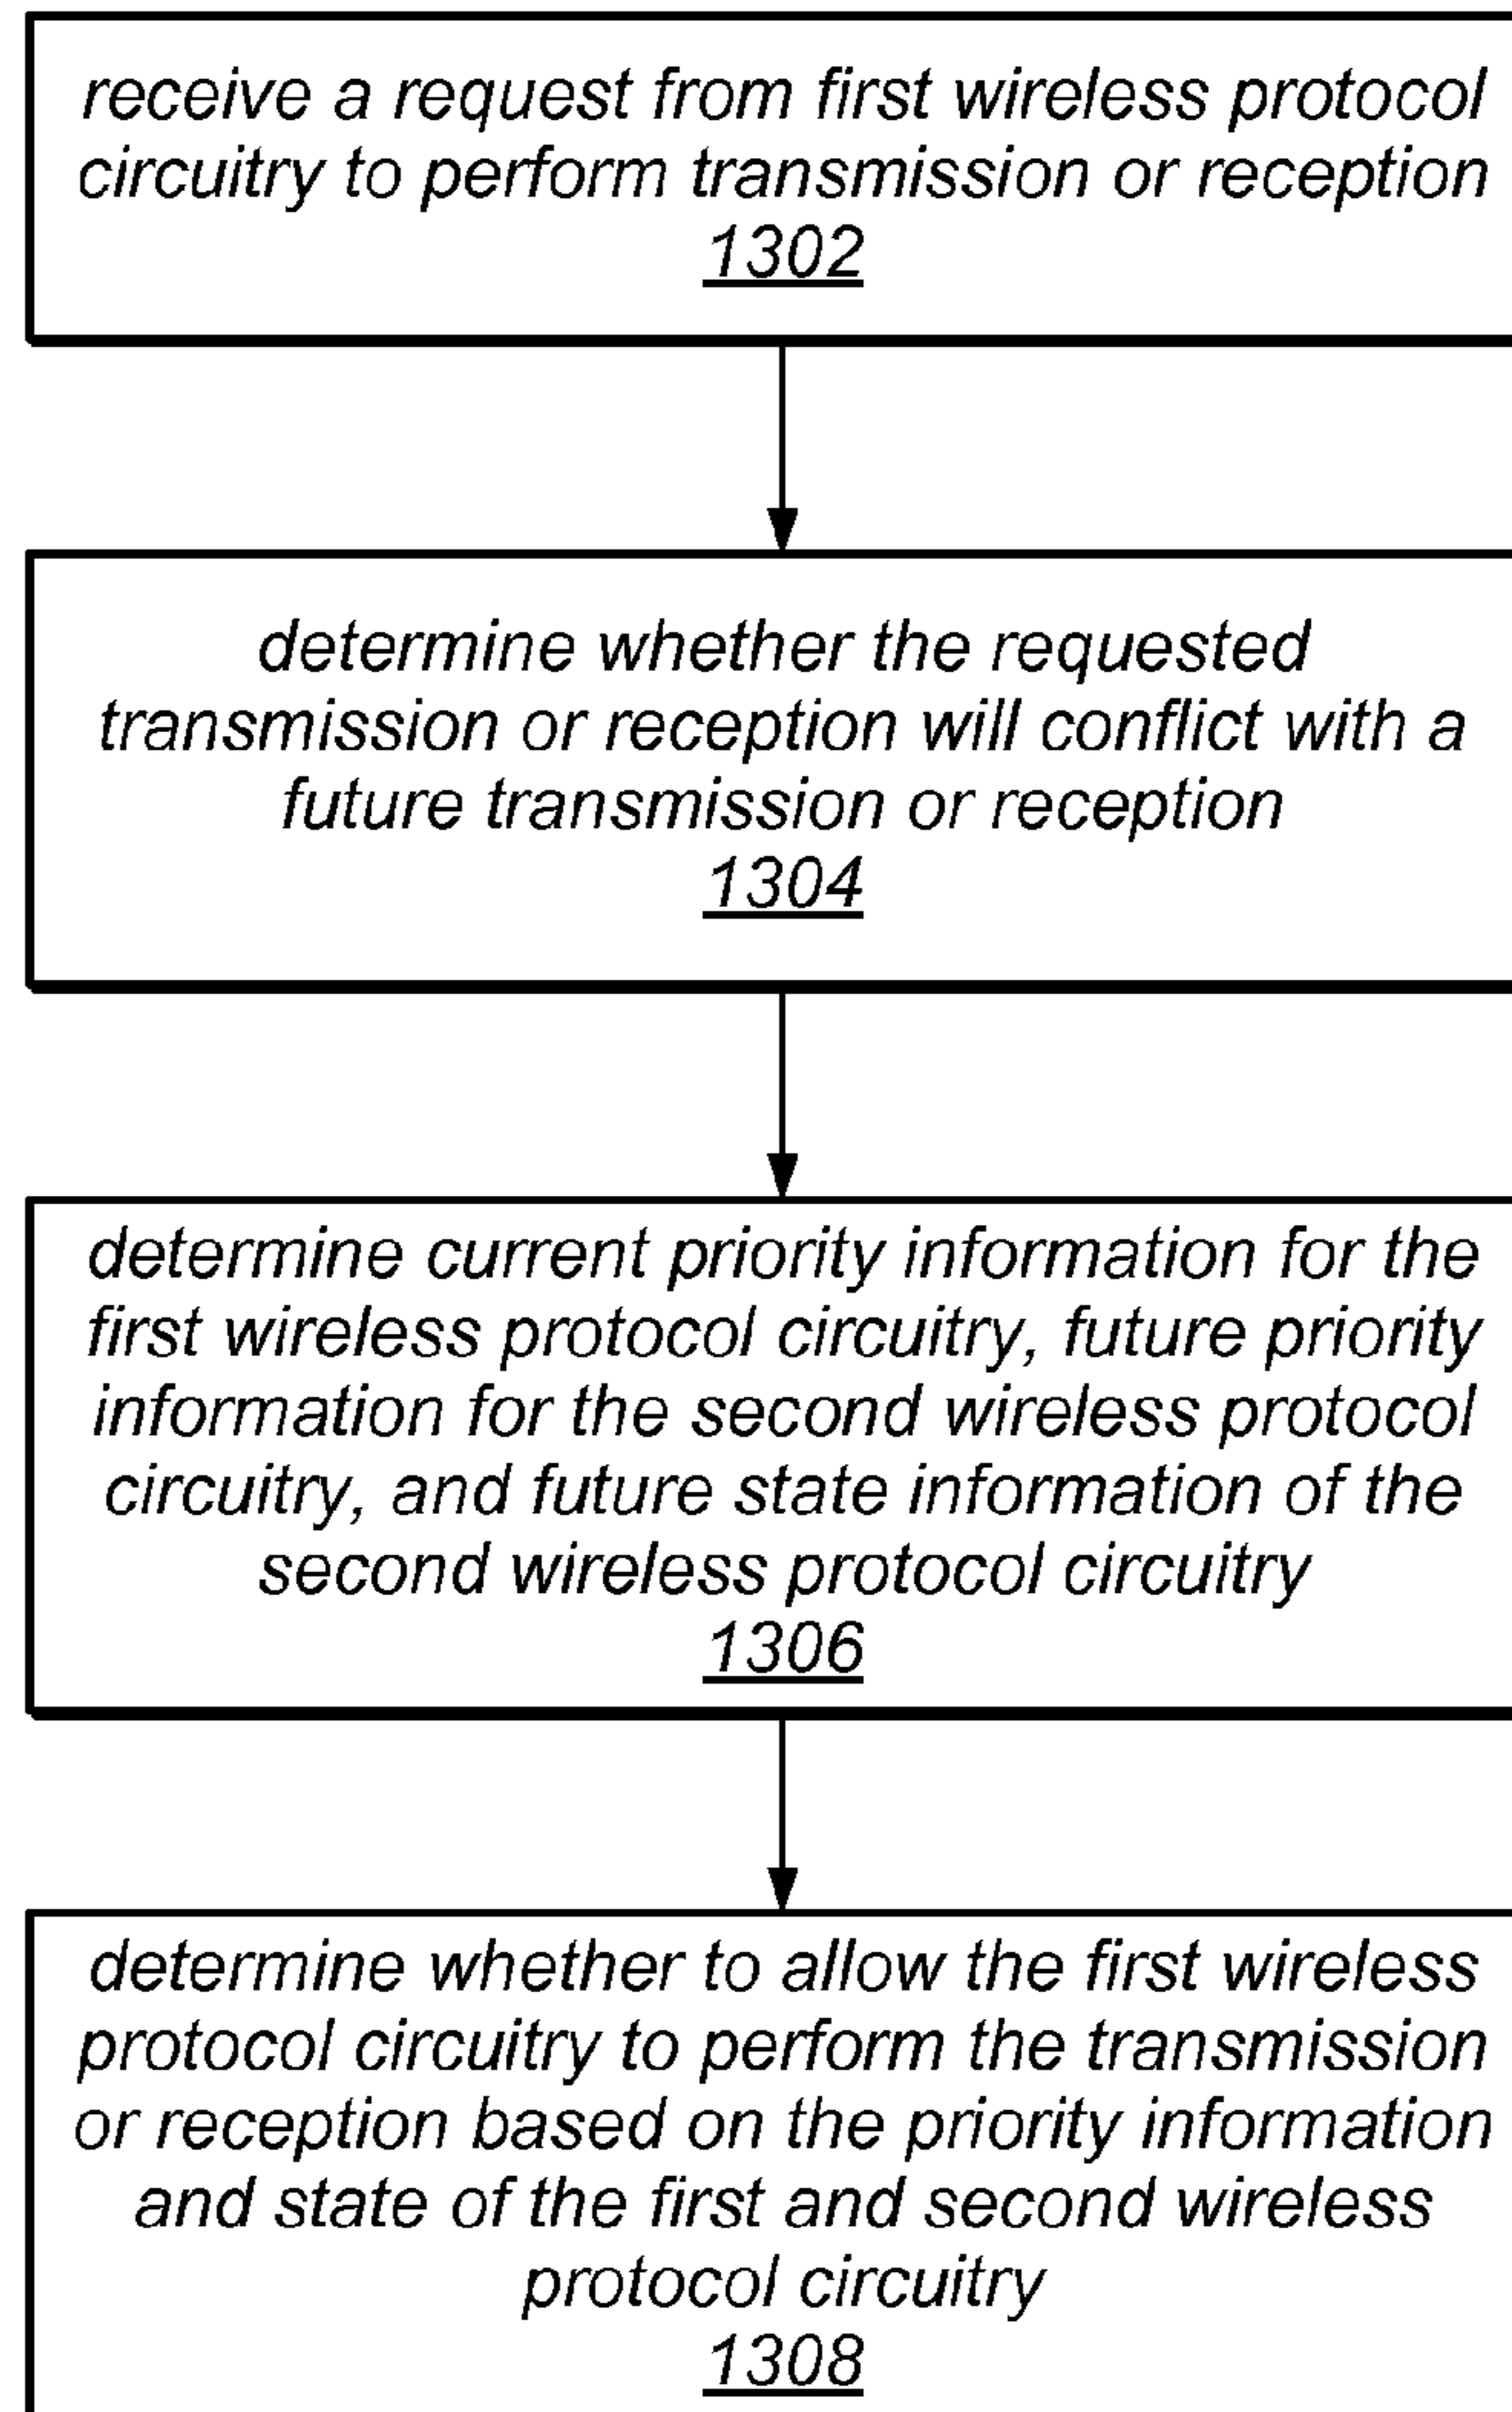 receive a request from first wireless protocol
circuitry to perform transmission or reception
1302
determine whether the requested
transmission or reception will conflict with a
future transmission or reception
1304
determine current priority information for the
first wireless protocol circuitry, future priority
information for the second wireless protocol
circuitry, and future state information of the
second wireless protocol circuitry
1306
determine whether to allow the first wireless
protocol circuitry to perform the transmission
or reception based on the priority information
and state of the first and second wireless
protocol circuitry
1308